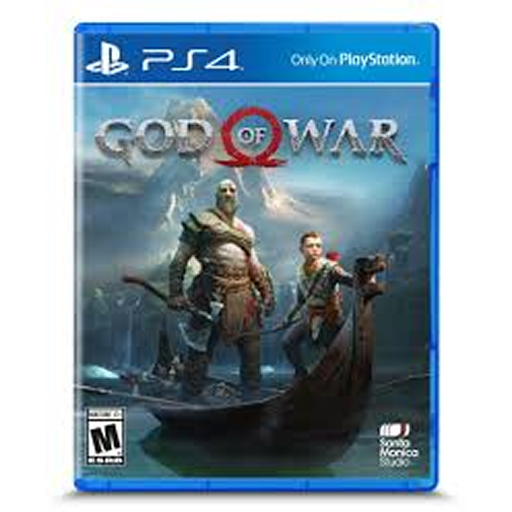 PS4
Only On PlayStation.
GOD OF WAR
M
Santa
Monica
Studio